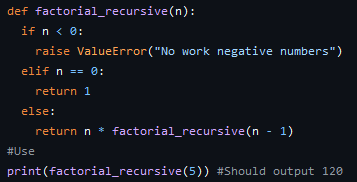 def factorial_recursive(n):
  if n < 0:
    raise ValueError("No work negative numbers")
  elif n == 0:
    return 1
  else:
    return n * factorial_recursive(n - 1)
#Use
print(factorial_recursive(5)) #Should output 120